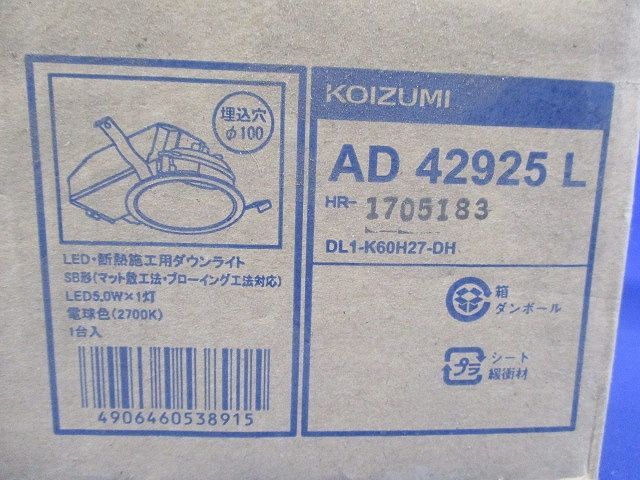 埋込穴
φ100
LED・断熱施工用ダウンライト
SB形(マット敷工法・ブローイング工法対応)
LED5.0W×1灯
電球色(2700K)
1台入
4906460538915
KOIZUMI
AD 42925 L
HR-1705183
DL1-K60H27-DH
箱
ダンボール
プラ
シート
緩衝材